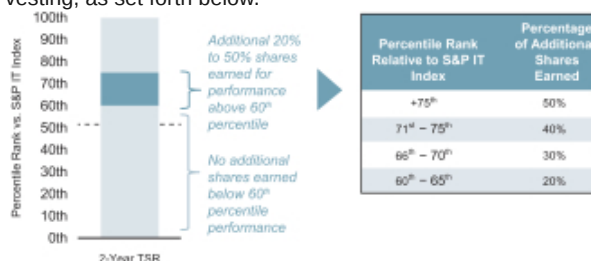 vesting, as set forth below.
Percentile Rank vs. S&P IT Index
100th
90th
80th
70th
60th
50th
40th
30th
20th
10th
0th
2-Year TSR
Additional 20%
to 50% shares
earned for
performance
above 60th
percentile
No additional
shares earned
below 60th
percentile
performance
Percentile Rank
Relative to S&P IT
Index
Percentage
of Additional
Shares
Earned
+75th 50%
71st – 75th 40%
66th – 70th 30%
60th – 65th 20%